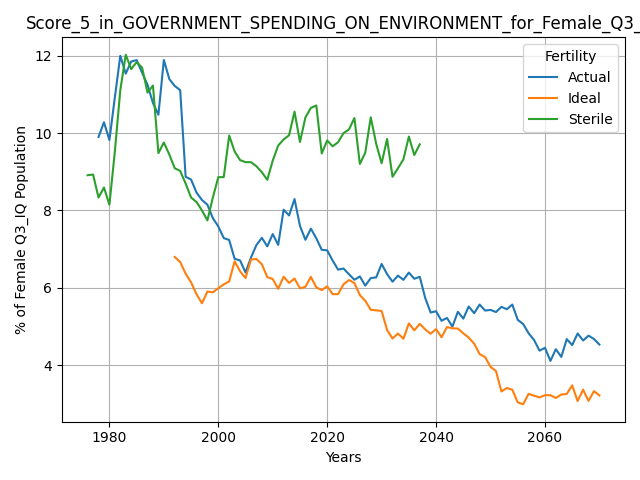 Score_5_in_GOVERNMENT_SPENDING_ON_ENVIRONMENT_for_Female_Q3_
Fertility
Actual
Ideal
Sterile
% of Female Q3_IQ Population
12
10
8
6
4
1980 2000 2020 2040 2060
Years